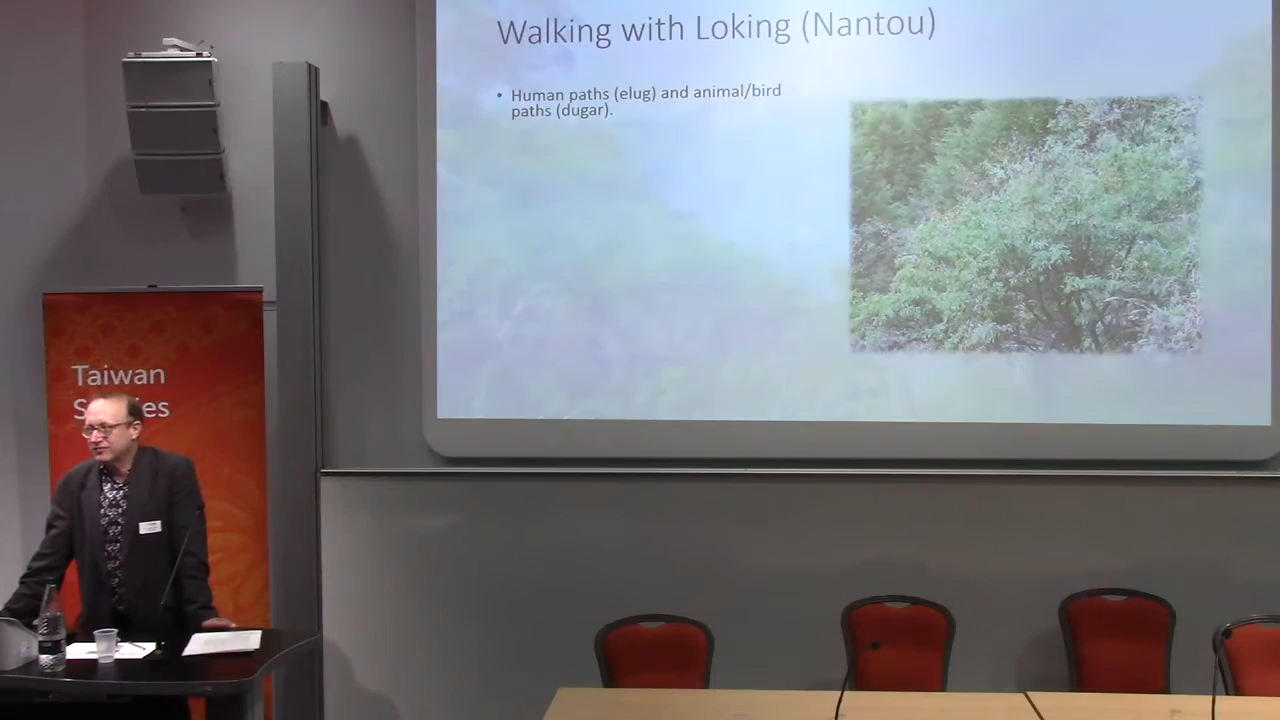 Walking with Loking (Nantou)
• Human paths (elug) and animal/bird
paths (dugar).
Taiwan